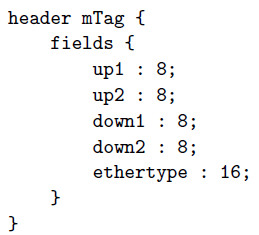 header mTag {
    fields {
        up1 : 8;
        up2 : 8;
        down1 : 8;
        down2 : 8;
        ethertype : 16;
    }
}